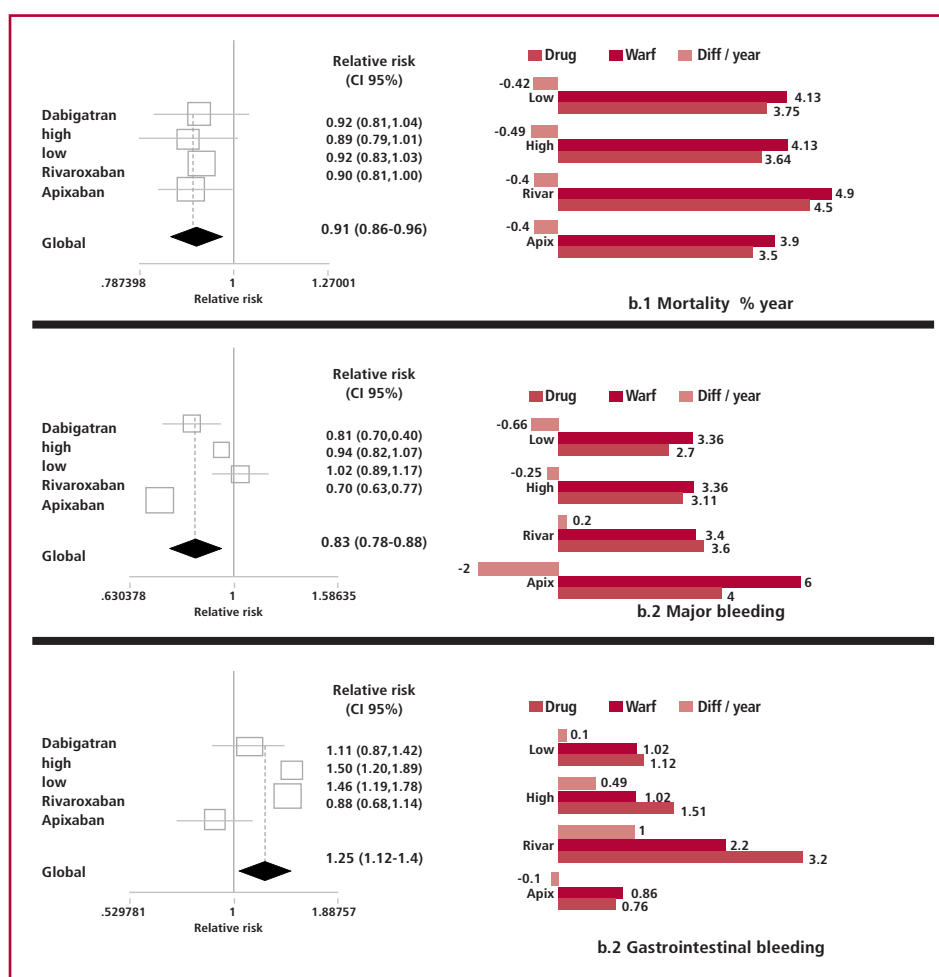 Relative risk
(CI 95%)
Dabigatran
high
low
Rivaroxaban
Apixaban
Global
0.92 (0.81,1.04)
0.89 (0.79,1.01)
0.92 (0.83,1.03)
0.90 (0.81,1.00)
0.91 (0.86-0.96)
.787398 1 1.27001
Relative risk
Drug Warf Diff / year
-0.42
Low 4.13
3.75
-0.49
High 4.13
3.64
-0.4
Rivar 4.9
4.5
-0.4
Apix 3.9
3.5
b.1 Mortality % year
Relative risk
(CI 95%)
Dabigatran
high
low
Rivaroxaban
Apixaban
Global
0.81 (0.70,0.40)
0.94 (0.82,1.07)
1.02 (0.89,1.17)
0.70 (0.63,0.77)
0.83 (0.78-0.88)
.630378 1 1.58635
Relative risk
Drug Warf Diff / year
-0.66
Low 3.36
2.7
-0.25
High 3.36
3.11
0.2
Rivar 3.4
3.6
-2
Apix 6
4
b.2 Major bleeding
Relative risk
(CI 95%)
Dabigatran
high
low
Rivaroxaban
Apixaban
Global
1.11 (0.87,1.42)
1.50 (1.20,1.89)
1.46 (1.19,1.78)
0.88 (0.68,1.14)
1.25 (1.12-1.4)
.529781 1 1.88757
Relative risk
Drug Warf Diff / year
0.1
Low 1.02
1.12
0.49
High 1.02
1.51
1
Rivar 2.2
3.2
-0.1
Apix 0.86
0.76
b.2 Gastrointestinal bleeding